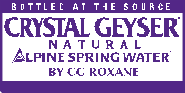 BOTTLED AT THE SOURCE
CRYSTAL GEYSER®
NATURAL
ALPINE SPRING WATER®
BY CG ROXANE